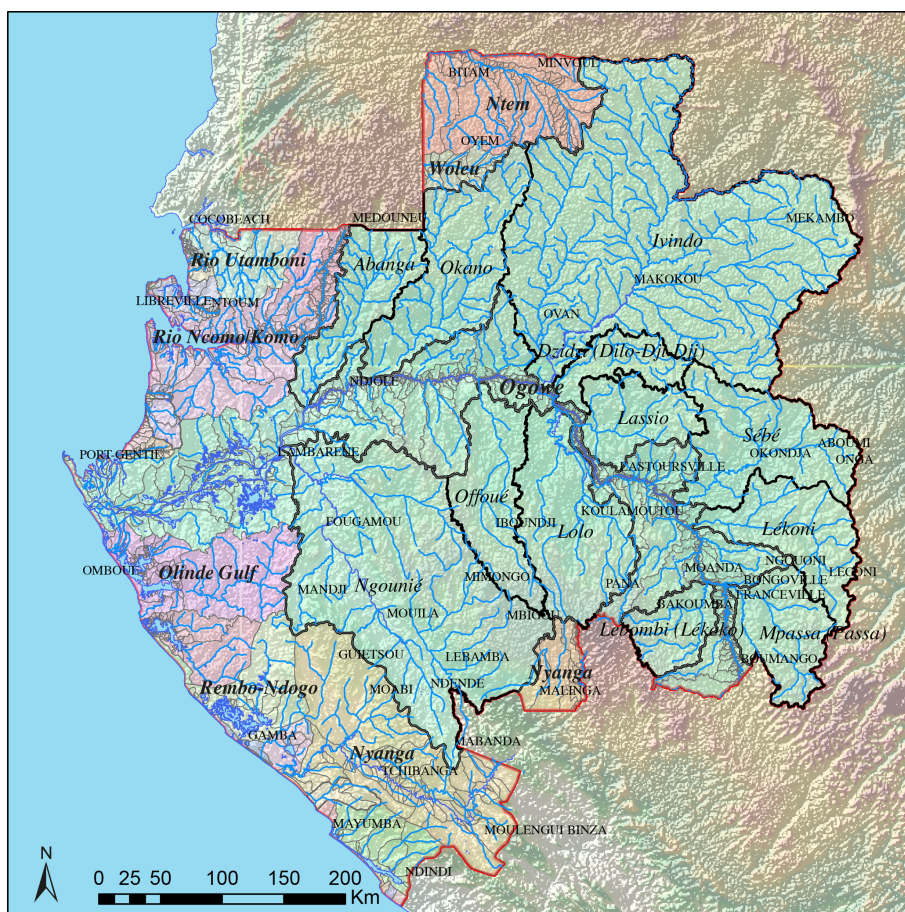 MINVOUL
BITAM
Ntem
OYEM
Woleu
COCOBEACH
MEDOUNEU
MEKAMBO
Ivindo
Rio Utamboni
Abanga
Okano
MAKOKOU
LIBREVILLE
NTOUM
OVAN
Rio Ncomo/Komo
Dzidzi (Dilo-Dji-Dji)
NDJOLE
Ogowe
Lassio
Sébé
ABOUMI
PORT GENTIL
LAMBARENE
OKONDJA
ONGA
LASTOURSVILLE
Offoué
KOULAMOUTOU
FOUGAMOU
IBOUNDJI
Lolo
Lékoni
OMBOUE
Olinde Gulf
NGOUONI
MOANDA
LECONI
MIMONGO
BONGOVILLE
MANDJI
Ngounié
PANA
FRANCEVILLE
BAKOUMBA
MOUILA
MBIGOU
Lebombi (Lékoko)
Mpassa (Passa)
GUIETSOU
LEBAMBA
BOUMANGO
Nyanga
Rembo-Ndogo
MOABI
NDENDE
MALINGA
GAMBA
Nyanga
MABANDA
TCHIBANGA
MAYUMBA
MOULENGUI BINZA
N
NDINDI
0 25 50 100 150 200
Km